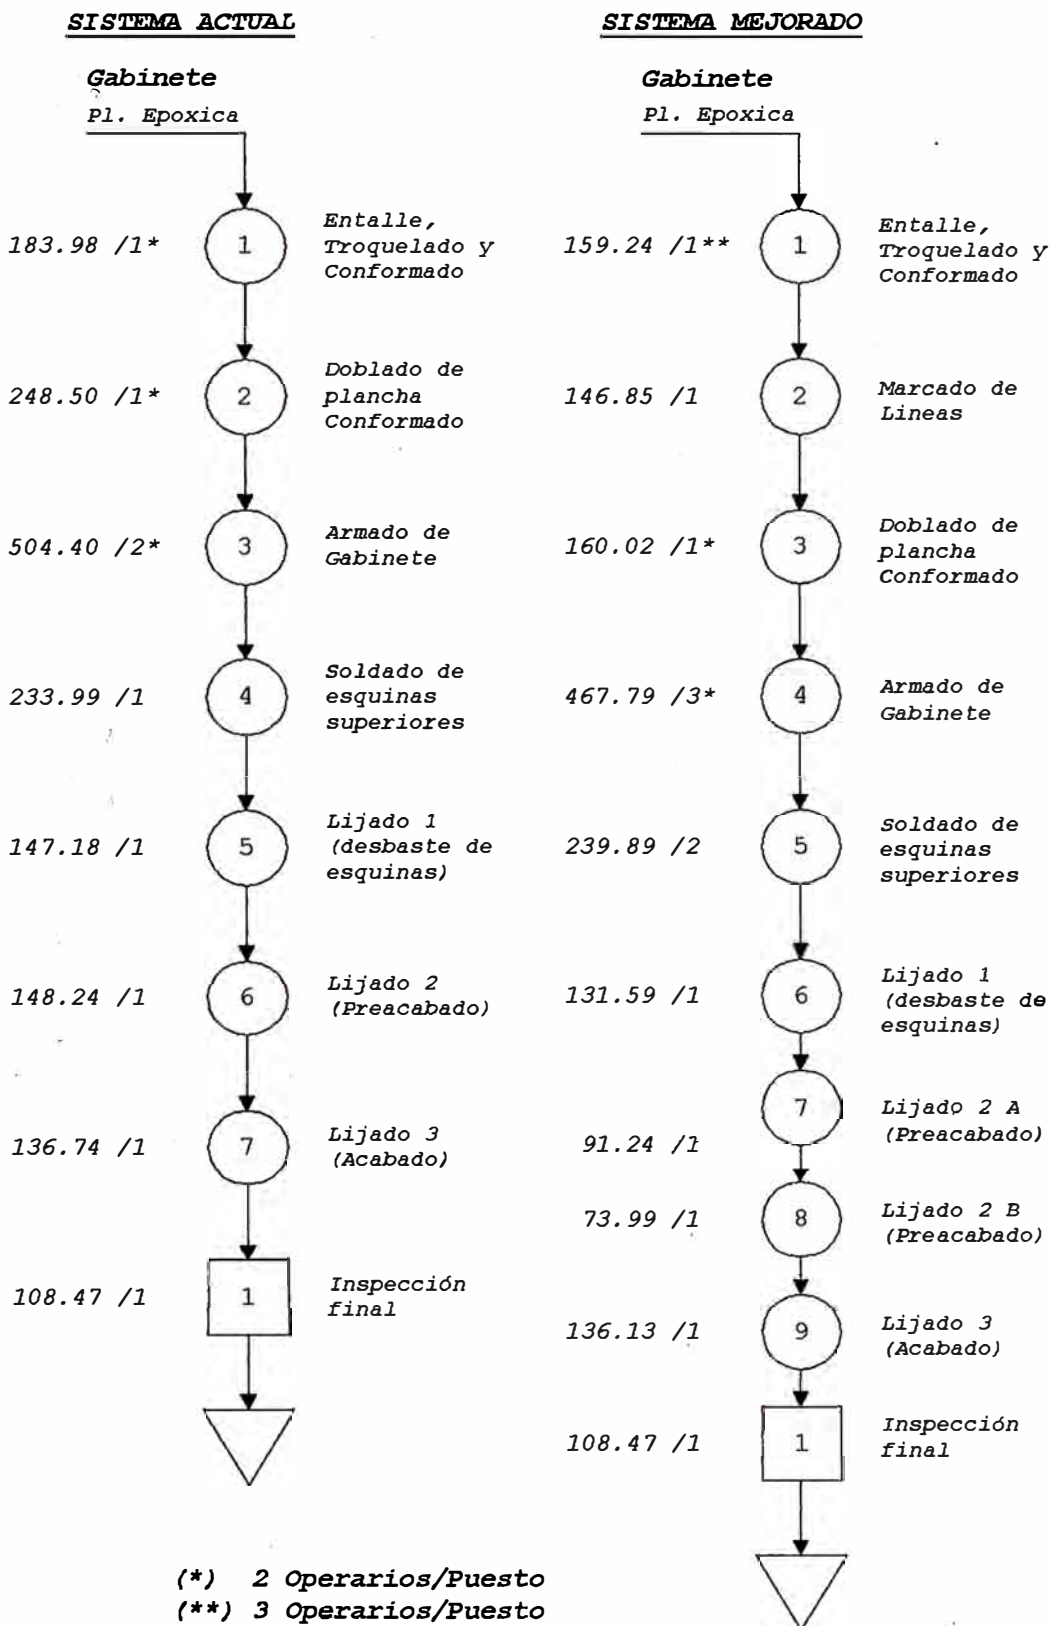 SISTEMA ACTUAL
Gabinete
Pl. Epoxica
183.98 /1*
1
Entalle,
Troquelado y
Conformado
248.50 /1*
2
Doblado de
plancha
Conformado
504.40 /2*
3
Armado de
Gabinete
233.99 /1
4
Soldado de
esquinas
superiores
147.18 /1
5
Lijado 1
(desbaste de
esquinas)
148.24 /1
6
Lijado 2
(Preacabado)
136.74 /1
7
Lijado 3
(Acabado)
108.47 /1
1
Inspección
final
SISTEMA MEJORADO
Gabinete
Pl. Epoxica
159.24 /1**
1
Entalle,
Troquelado y
Conformado
146.85 /1
2
Marcado de
Lineas
160.02 /1*
3
Doblado de
plancha
Conformado
467.79 /3*
4
Armado de
Gabinete
239.89 /2
5
Soldado de
esquinas
superiores
131.59 /1
6
Lijado 1
(desbaste de
esquinas)
91.24 /1
7
Lijado 2 A
(Preacabado)
73.99 /1
8
Lijado 2 B
(Preacabado)
136.13 /1
9
Lijado 3
(Acabado)
108.47 /1
1
Inspección
final
(*) 2 Operarios/Puesto
(**) 3 Operarios/Puesto